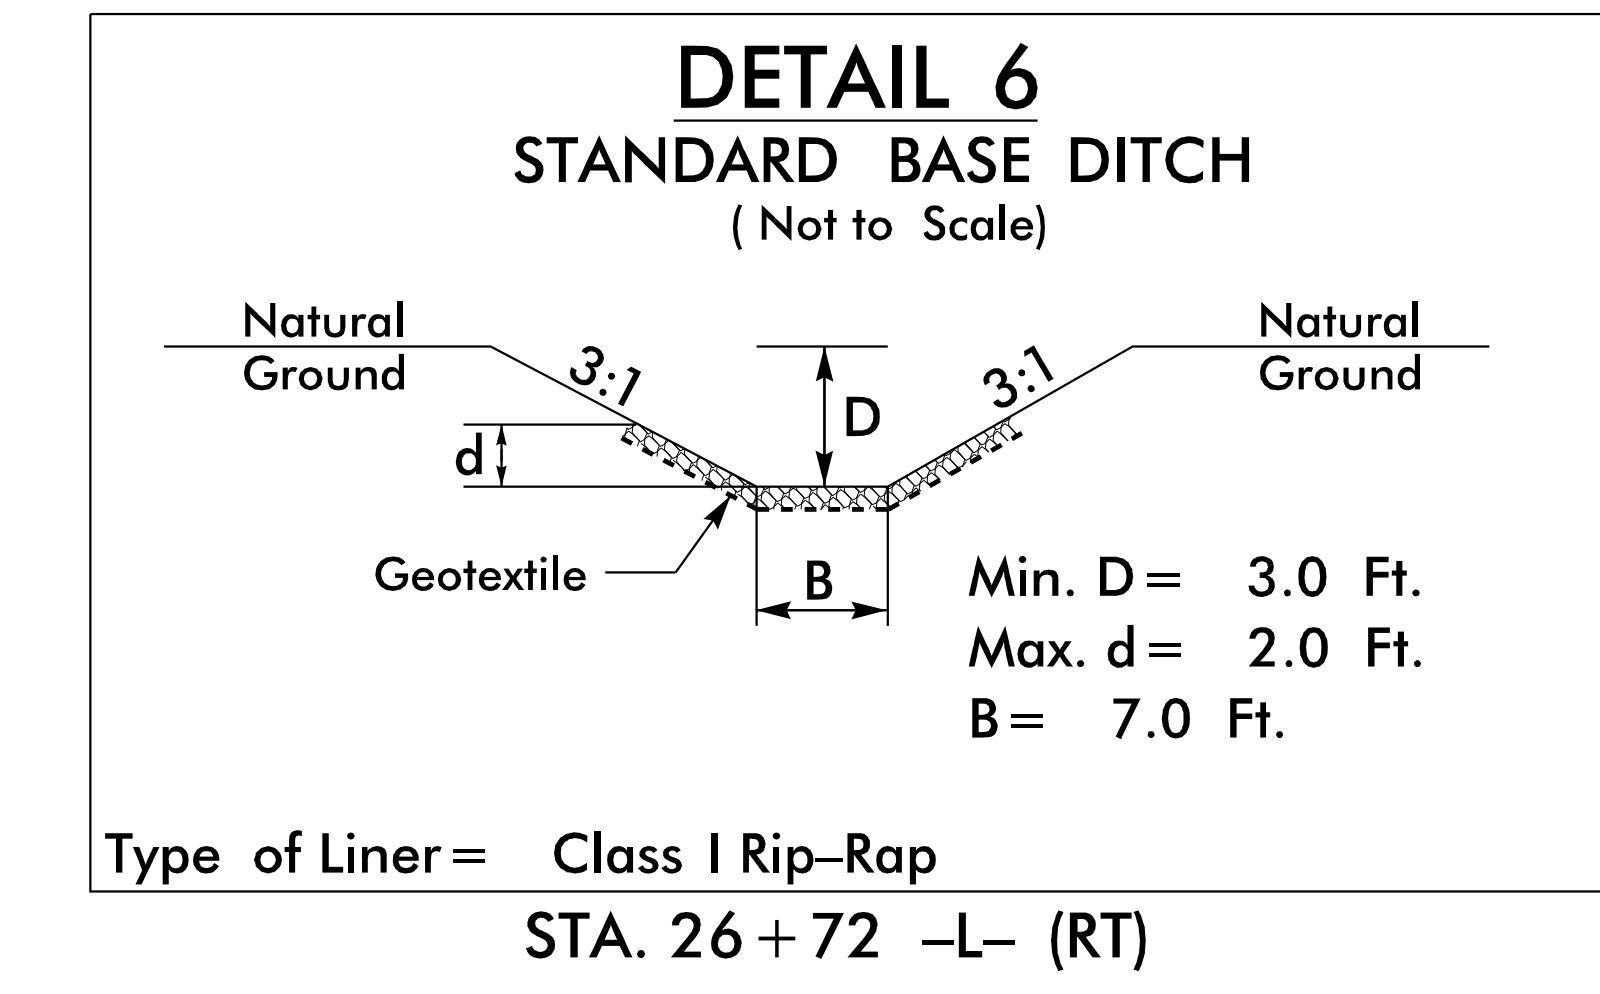 DETAIL 6
STANDARD BASE DITCH
( Not to Scale)
Natural
Ground
3:1
D
3:1
Natural
Ground
d
Geotextile
B
Min. D = 3.0 Ft.
Max. d = 2.0 Ft.
B = 7.0 Ft.
Type of Liner = Class I Rip-Rap
STA. 26+72 -L- (RT)